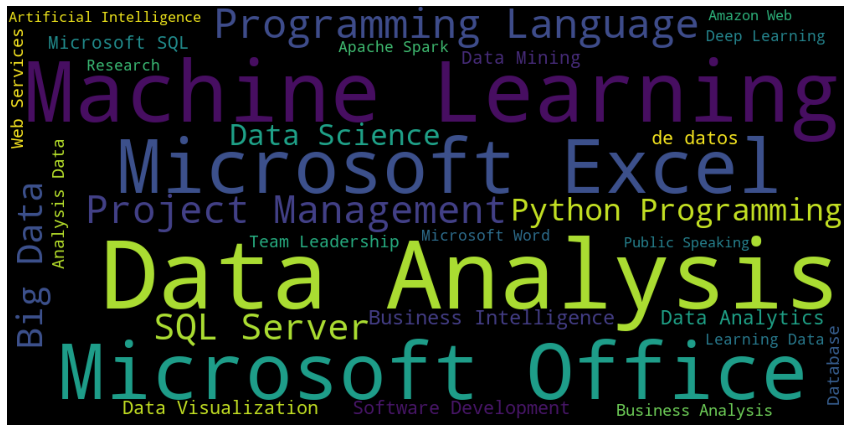 Artificial Intelligence
Programming Language
Amazon Web
Microsoft SQL
Apache Spark
Deep Learning
Research
Data Mining
Web Services
Machine Learning
Data Science
de datos
Microsoft Excel
Analysis Data
Big Data
Project Management
Python Programming
Team Leadership
Microsoft Word
Public Speaking
Data Analysis
SQL Server
Business Intelligence
Data Analytics
Learning Data
Database
Microsoft Office
Data Visualization
Software Development
Business Analysis